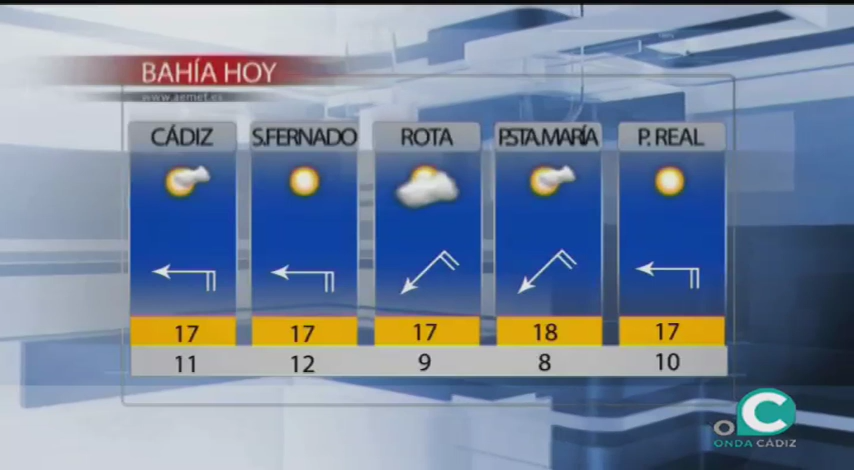 BAHÍA HOY
www.aemet.es
CÁDIZ S.FERNADO ROTA P.STA.MARÍA P. REAL
17 17 17 18 17
11 12 9 8 10
O C
ONDA CÁDIZ